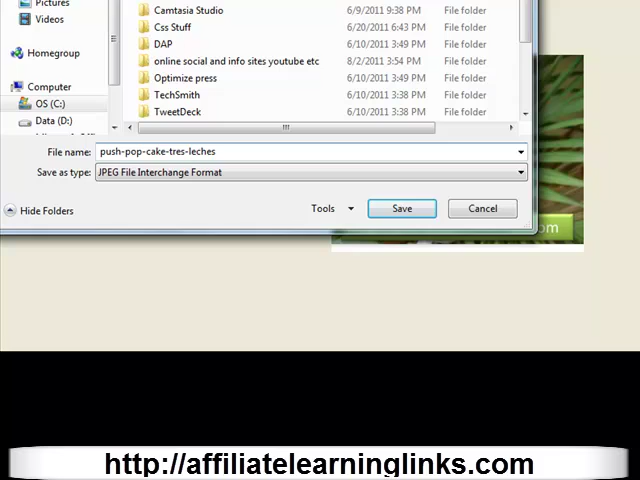 Pictures
Camtasia Studio 6/9/2011 9:38 PM File folder
Videos
Css Stuff 6/20/2011 6:43 PM File folder
DAP 6/10/2011 3:49 PM File folder
Homegroup
online social and info sites youtube etc 8/2/2011 3:54 PM File folder
Optimize press 6/10/2011 3:49 PM File folder
Computer
TechSmith 6/10/2011 3:38 PM File folder
OS (C:)
TweetDeck 6/10/2011 3:38 PM File folder
Data (D:)
File name: push-pop-cake-tres-leches
Save as type: JPEG File Interchange Format
Hide Folders Tools Save Cancel
om
http://affiliatelearninglinks.com